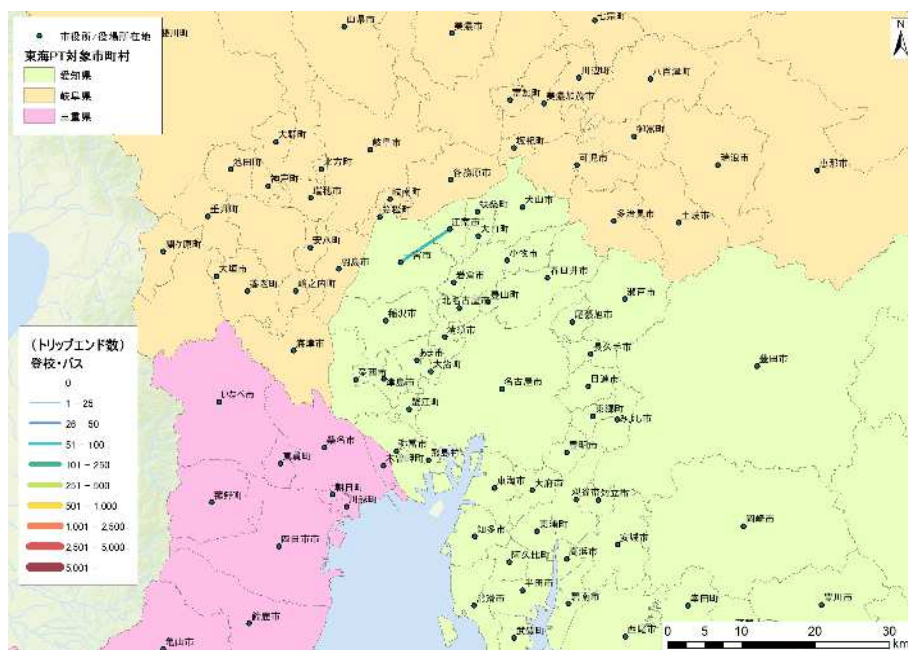 市役所/役場所在地
東海PT対象市町村
愛知県
岐阜県
三重県
N
山県市
美濃市
七宗町
川辺町
八百津町
富加町
美濃加茂市
大野町
岐阜市
坂祝町
御嵩町
池田町
北方町
可児市
瑞浪市
恵那市
神戸町
瑞穂市
岐南町
各務原市
笠松町
扶桑町
犬山市
垂井町
江南市
大口町
多治見市
土岐市
関ケ原町
安八町
羽島市
一宮市
小牧市
大垣市
養老町
輪之内町
岩倉市
春日井市
北名古屋市
豊山町
瀬戸市
稲沢市
清須市
尾張旭市
海津市
あま市
長久手市
大治町
豊田市
愛西市
津島市
名古屋市
日進市
いなべ市
蟹江町
東郷町
みよし市
桑名市
弥富市
豊明市
東員町
木曽岬町
飛島村
朝日町
東海市
大府市
菰野町
川越町
刈谷市
知立市
岡崎市
四日市市
知多市
東浦町
安城市
阿久比町
高浜市
半田市
常滑市
碧南市
幸田町
豊川市
鈴鹿市
武豊町
西尾市
亀山市
(トリップエンド数)
登校・バス
0
1 - 25
26 - 50
51 - 100
101 - 250
251 - 500
501 - 1,000
1,001 - 2,500
2,501 - 5,000
5,001
0 5 10 20 30
km